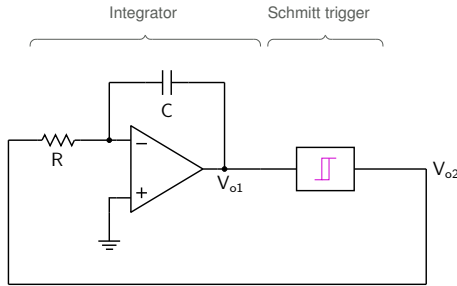 Integrator
Schmitt trigger
C
R
−
+
Vo1
Vo2